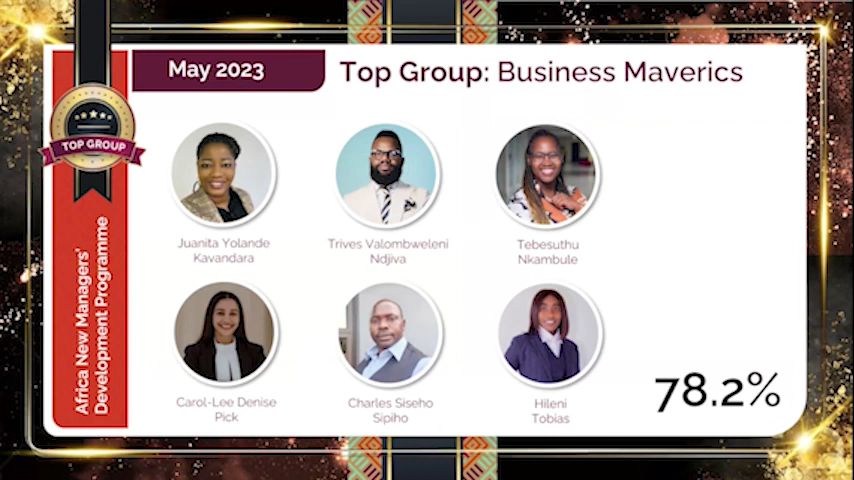 May 2023
Top Group: Business Maverics
TOP GROUP
Africa New Managers'
Development Programme
Juanita Yolande
Kavandara
Trives Valombweleni
Ndjiva
Tebesuthu
Nkambule
Carol-Lee Denise
Pick
Charles Siseho
Sipiho
Hileni
Tobias
78.2%